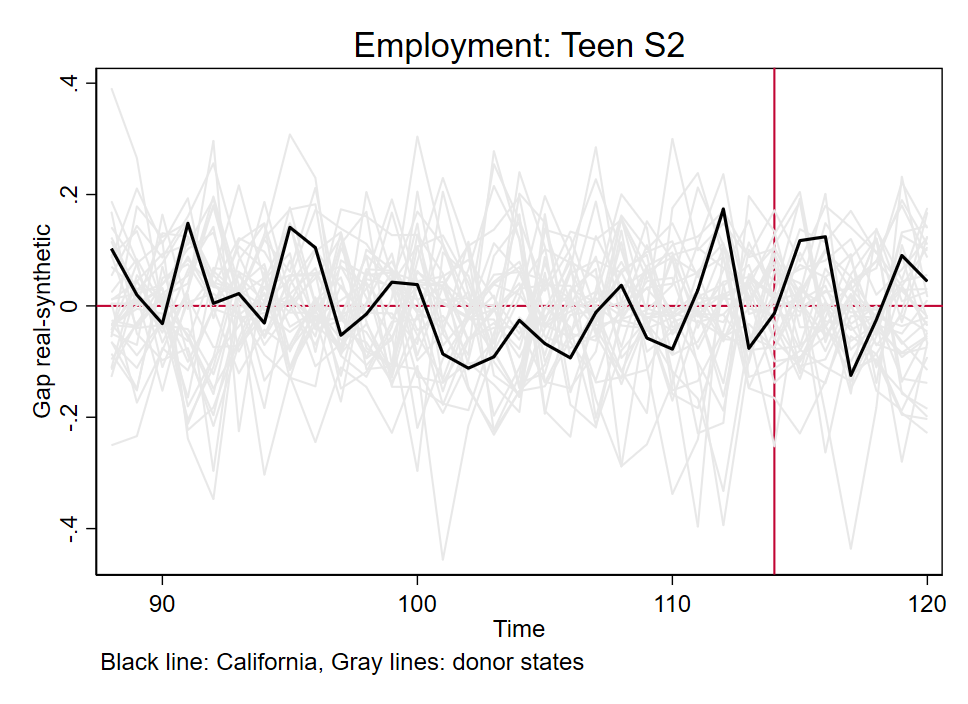 Employment: Teen S2
Gap real-synthetic
.4
.2
0
-.2
-.4
90 100 110 120
Time
Black line: California, Gray lines: donor states